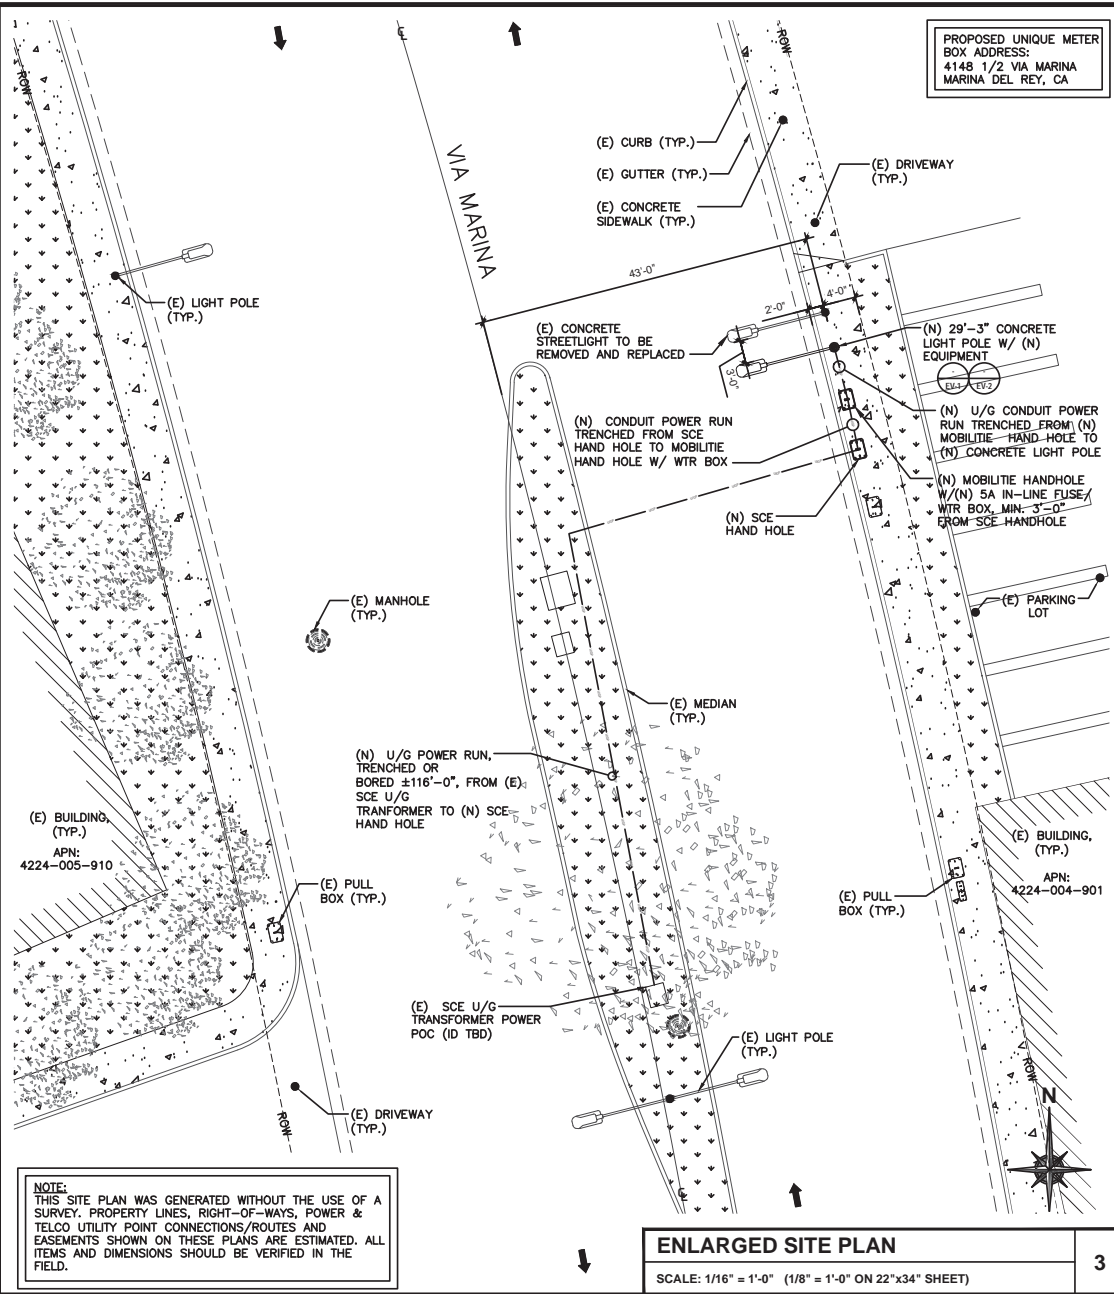 PROPOSED UNIQUE METER
BOX ADDRESS:
4148 1/2 VIA MARINA
MARINA DEL REY, CA
ROW
ROW
℄
VIA MARINA
(E) CURB (TYP.)
(E) GUTTER (TYP.)
(E) CONCRETE
SIDEWALK (TYP.)
(E) DRIVEWAY
(TYP.)
43'-0"
4'-0"
2'-0"
3'-0"
(E) LIGHT POLE
(TYP.)
(E) CONCRETE
STREETLIGHT TO BE
REMOVED AND REPLACED
(N) 29'-3" CONCRETE
LIGHT POLE W/ (N)
EQUIPMENT
EV-1
EV-2
(N) CONDUIT POWER RUN
TRENCHED FROM SCE
HAND HOLE TO MOBILITIE
HAND HOLE W/ WTR BOX
(N) U/G CONDUIT POWER
RUN TRENCHED FROM (N)
MOBILITIE HAND HOLE TO
(N) CONCRETE LIGHT POLE
(N) MOBILITIE HANDHOLE
W/(N) 5A IN-LINE FUSE/
WTR BOX, MIN. 3'-0"
FROM SCE HANDHOLE
(N) SCE
HAND HOLE
(E) MANHOLE
(TYP.)
(E) PARKING
LOT
(E) MEDIAN
(TYP.)
(N) U/G POWER RUN,
TRENCHED OR
BORED ±116'-0", FROM (E)
SCE U/G
TRANFORMER TO (N) SCE
HAND HOLE
(E) BUILDING,
(TYP.)
APN:
4224-005-910
(E) BUILDING,
(TYP.)
APN:
4224-004-901
(E) PULL
BOX (TYP.)
(E) PULL
BOX (TYP.)
(E) SCE U/G
TRANSFORMER POWER
POC (ID TBD)
(E) LIGHT POLE
(TYP.)
(E) DRIVEWAY
(TYP.)
ROW
ROW
N
℄
NOTE:
THIS SITE PLAN WAS GENERATED WITHOUT THE USE OF A
SURVEY. PROPERTY LINES, RIGHT-OF-WAYS, POWER &
TELCO UTILITY POINT CONNECTIONS/ROUTES AND
EASEMENTS SHOWN ON THESE PLANS ARE ESTIMATED. ALL
ITEMS AND DIMENSIONS SHOULD BE VERIFIED IN THE
FIELD.
ENLARGED SITE PLAN
SCALE: 1/16" = 1'-0" (1/8" = 1'-0" ON 22"x34" SHEET)
3